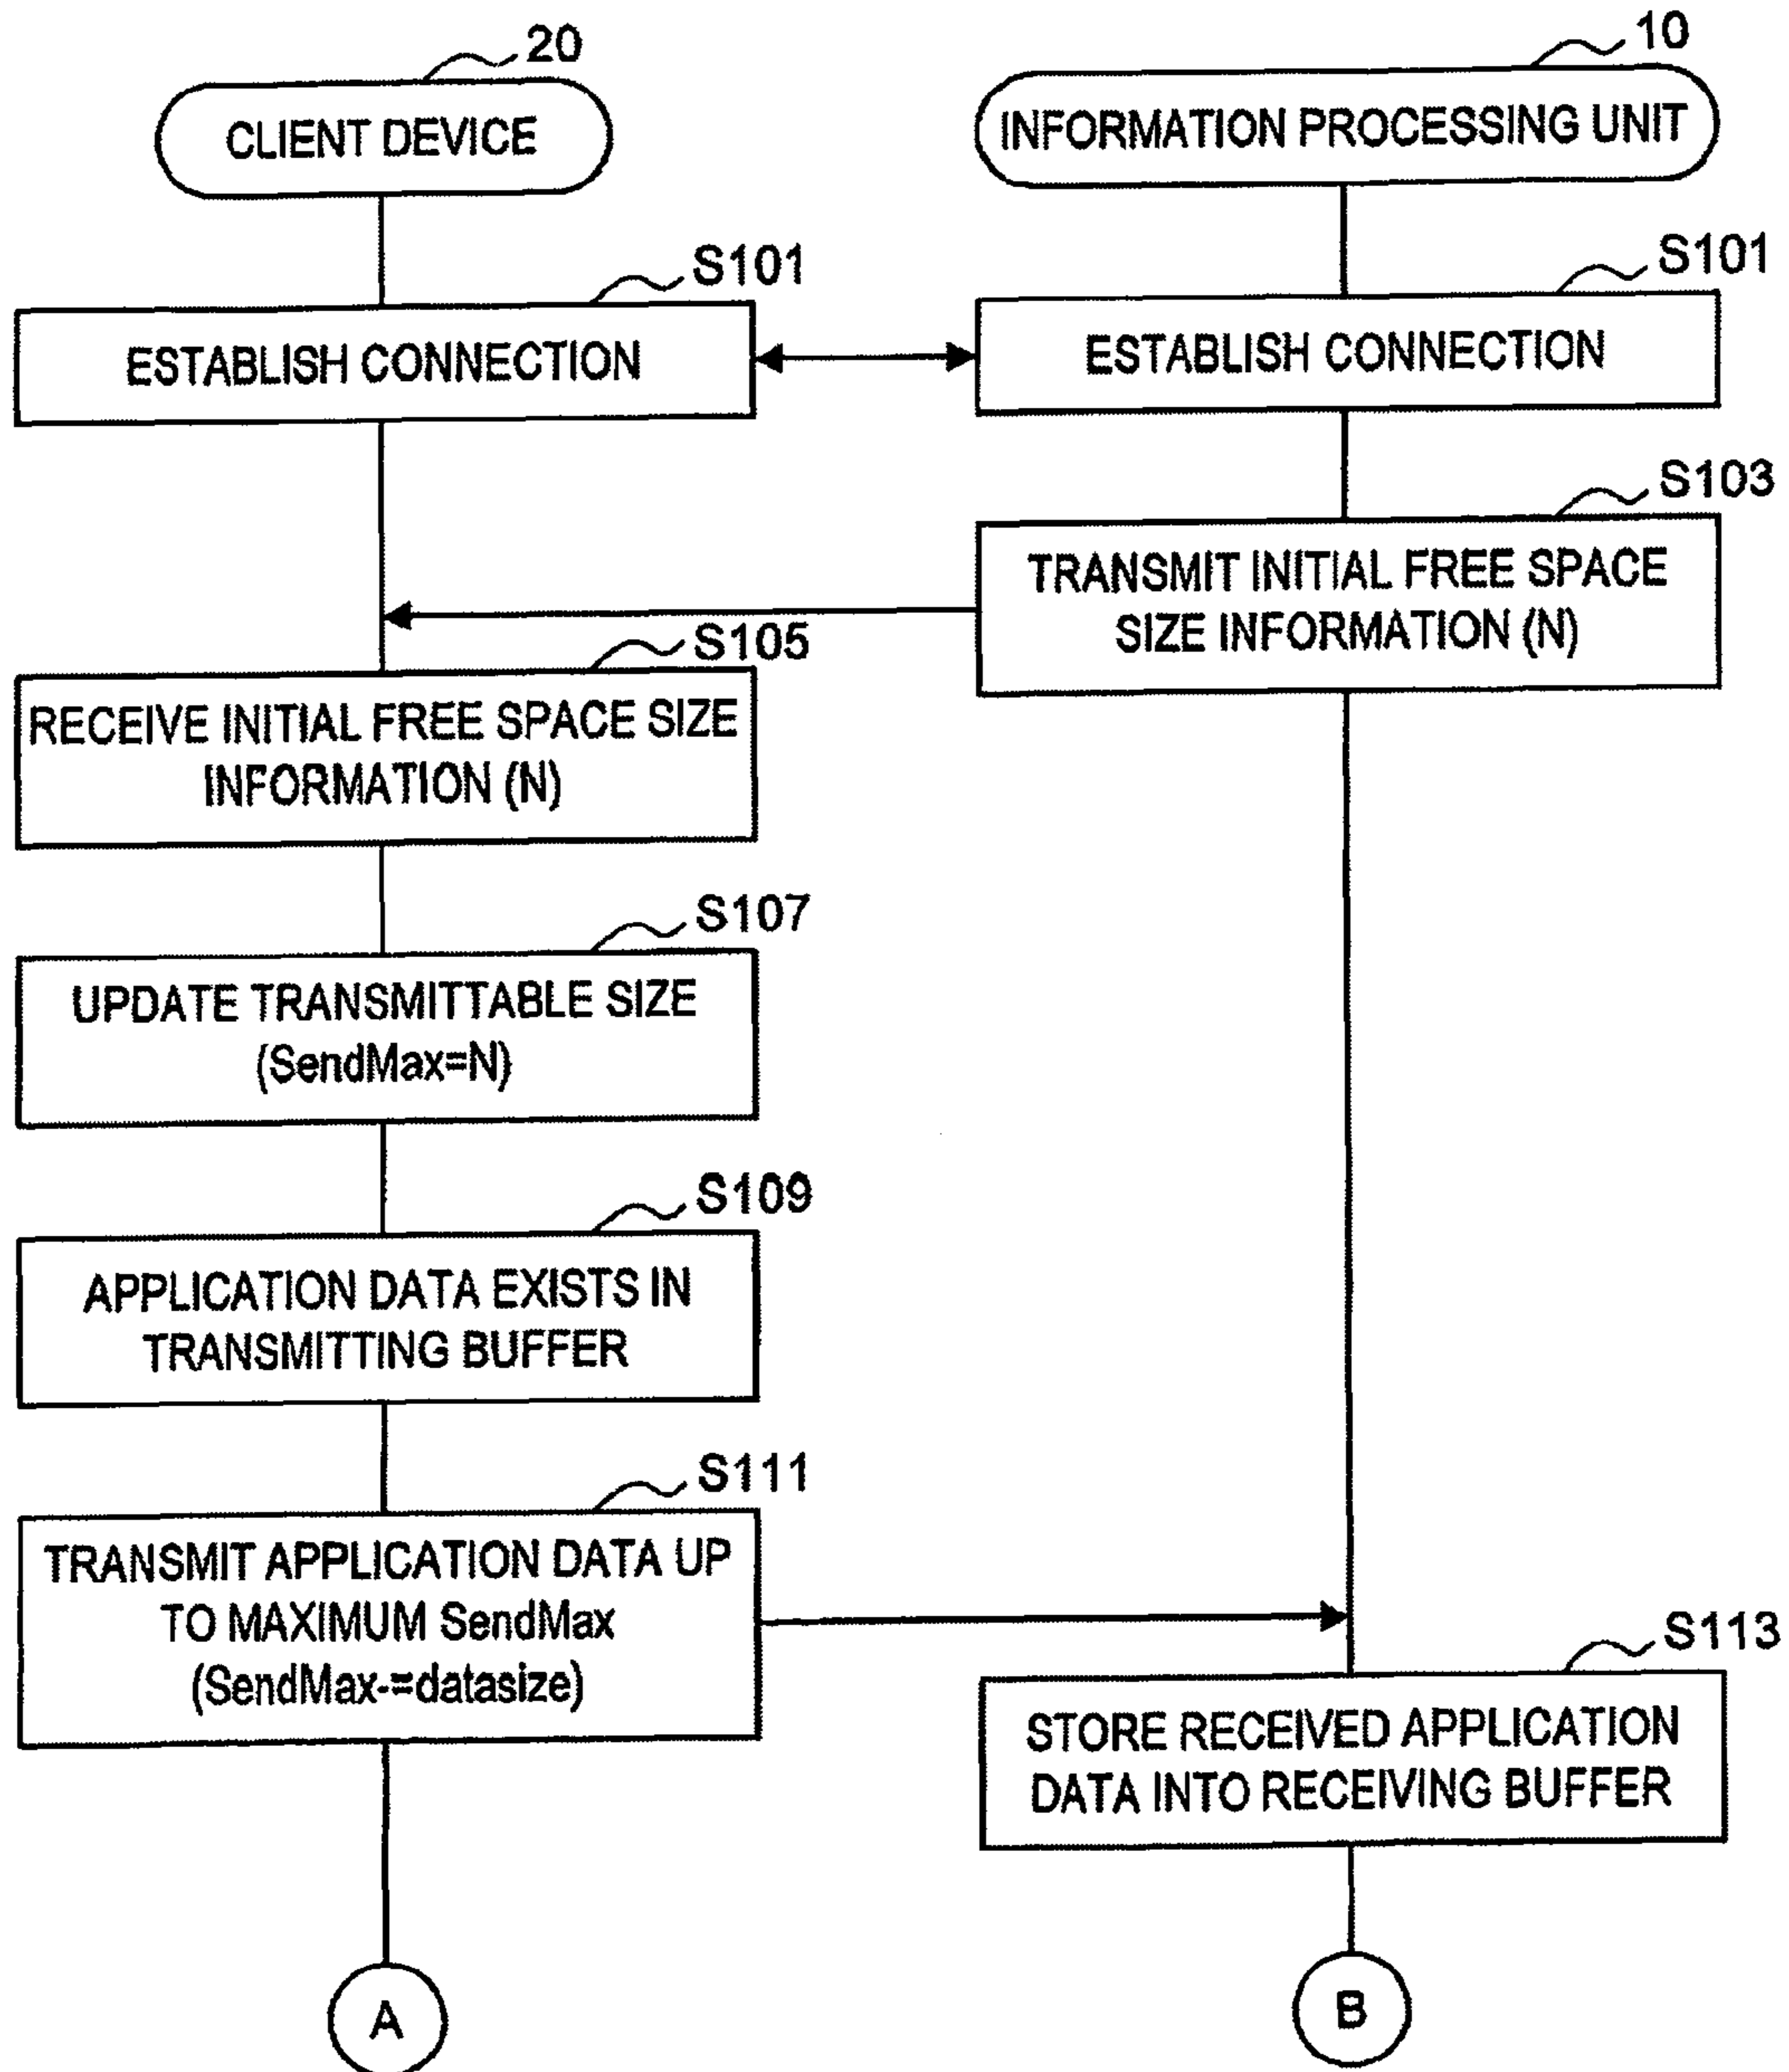 20
CLIENT DEVICE
10
INFORMATION PROCESSING UNIT
S101
ESTABLISH CONNECTION
S101
ESTABLISH CONNECTION
S103
TRANSMIT INITIAL FREE SPACE
SIZE INFORMATION (N)
S105
RECEIVE INITIAL FREE SPACE SIZE
INFORMATION (N)
S107
UPDATE TRANSMITTABLE SIZE
(SendMax=N)
S109
APPLICATION DATA EXISTS IN
TRANSMITTING BUFFER
S111
TRANSMIT APPLICATION DATA UP
TO MAXIMUM SendMax
(SendMax-=datasize)
S113
STORE RECEIVED APPLICATION
DATA INTO RECEIVING BUFFER
A
B